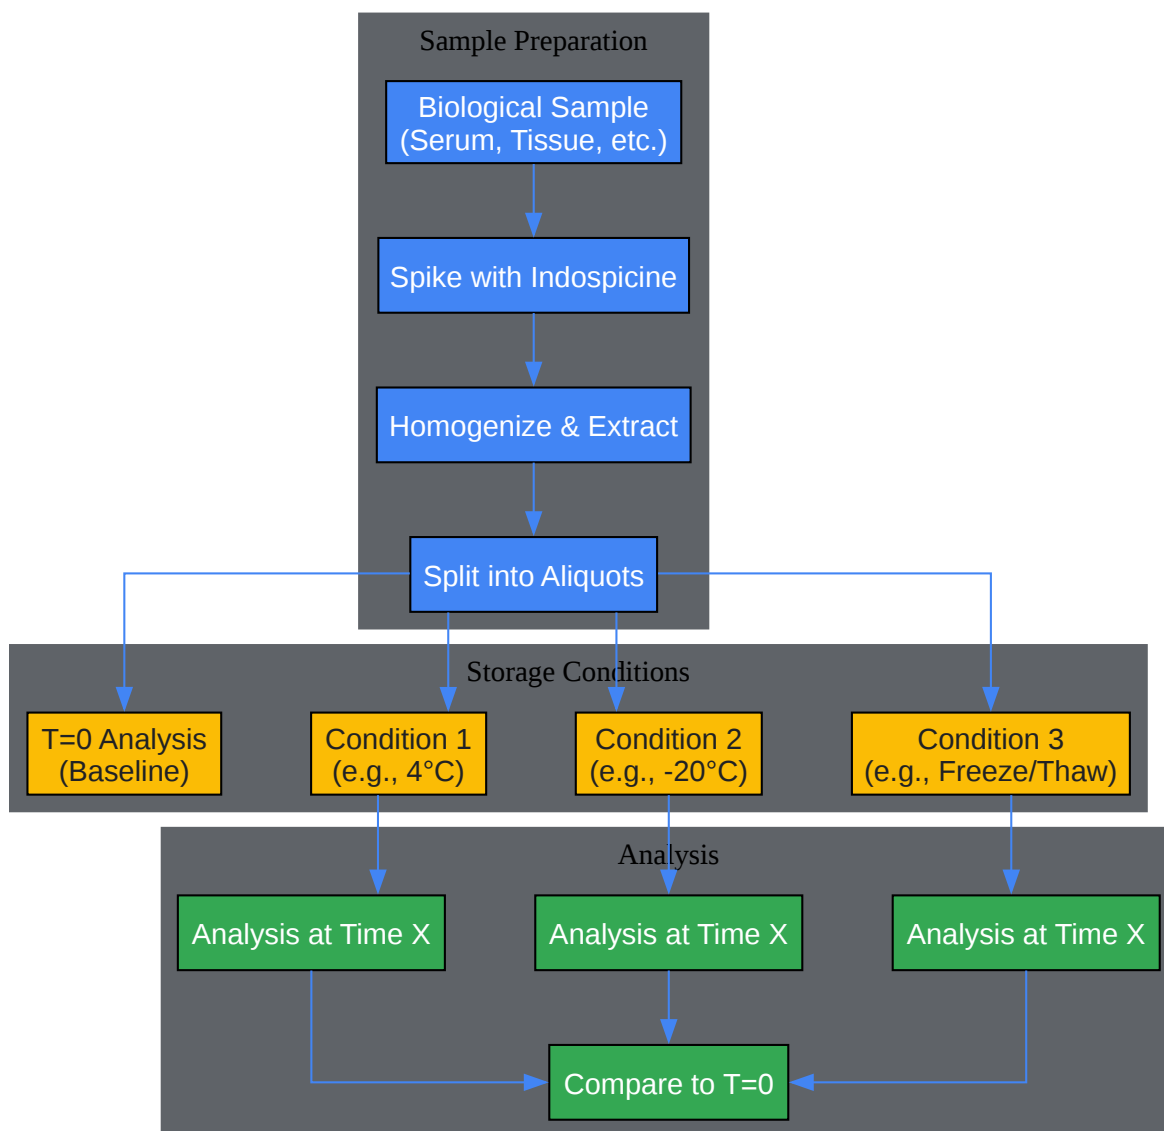 Sample Preparation
Biological Sample
(Serum, Tissue, etc.)
Spike with Indospicine
Homogenize & Extract
Split into Aliquots
Storage Conditions
T=0 Analysis
(Baseline)
Condition 1
(e.g., 4°C)
Condition 2
(e.g., -20°C)
Condition 3
(e.g., Freeze/Thaw)
Analysis
Analysis at Time X
Analysis at Time X
Analysis at Time X
Compare to T=0